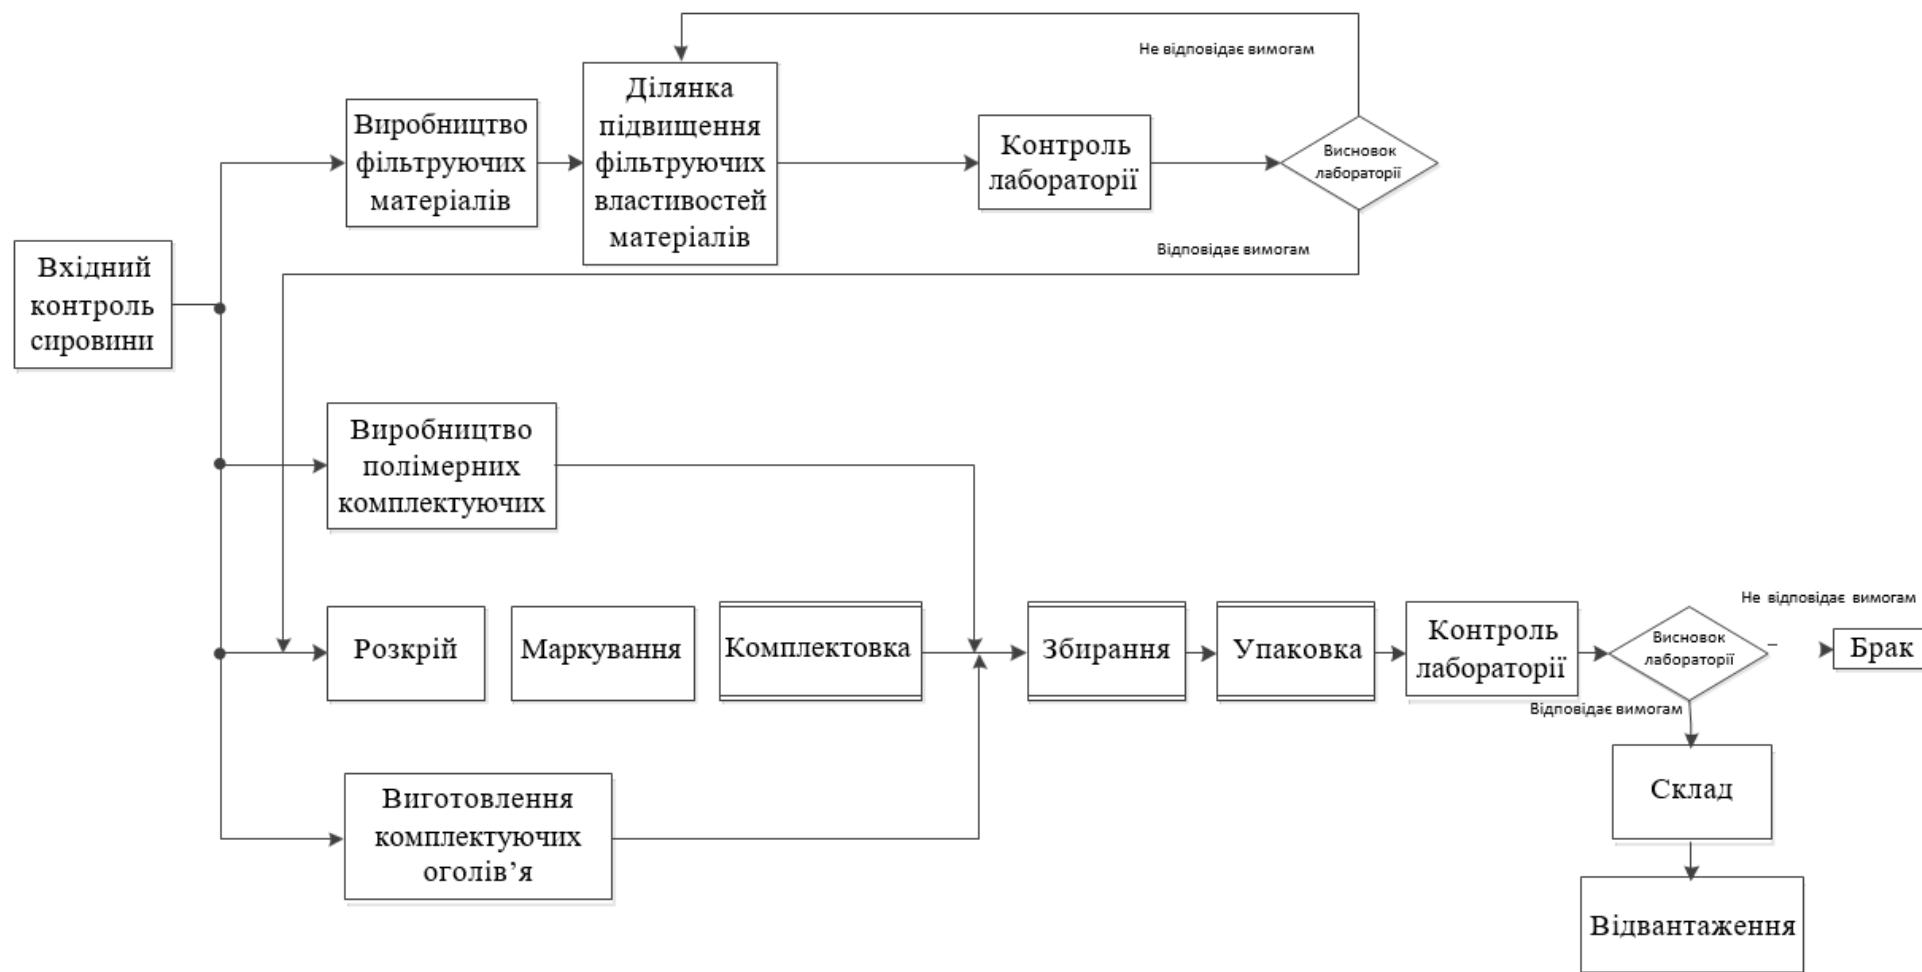 Не відповідає вимогам
Ділянка
підвищення
фільтруючих
властивостей
матеріалів
Виробництво
фільтруючих
матеріалів
Контроль
лабораторії
Висновок
лабораторії
Відповідає вимогам
Вхідний
контроль
сировини
Виробництво
полімерних
комплектуючих
Розкрій
Маркування
Комплектовка
Збирання
Упаковка
Контроль
лабораторії
Висновок
лабораторії
Не відповідає вимогам
Брак
Відповідає вимогам
Виготовлення
комплектуючих
оголів’я
Склад
Відвантаження